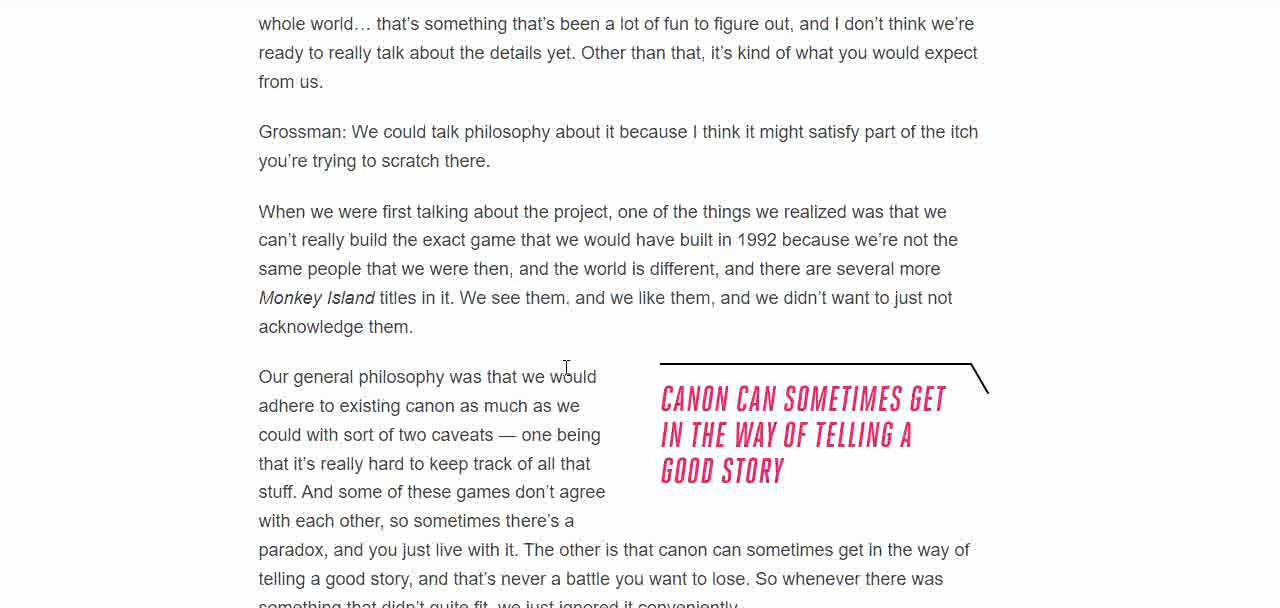 whole world… that’s something that’s been a lot of fun to figure out, and I don’t think we’re
ready to really talk about the details yet. Other than that, it’s kind of what you would expect
from us.
Grossman: We could talk philosophy about it because I think it might satisfy part of the itch
you’re trying to scratch there.
When we were first talking about the project, one of the things we realized was that we
can’t really build the exact game that we would have built in 1992 because we’re not the
same people that we were then, and the world is different, and there are several more
Monkey Island titles in it. We see them, and we like them, and we didn’t want to just not
acknowledge them.
Our general philosophy was that we would
adhere to existing canon as much as we
could with sort of two caveats — one being
that it’s really hard to keep track of all that
stuff. And some of these games don’t agree
with each other, so sometimes there’s a
paradox, and you just live with it. The other is that canon can sometimes get in the way of
telling a good story, and that’s never a battle you want to lose. So whenever there was
something that didn’t quite fit, we just ignored it conveniently.
CANON CAN SOMETIMES GET
IN THE WAY OF TELLING A
GOOD STORY